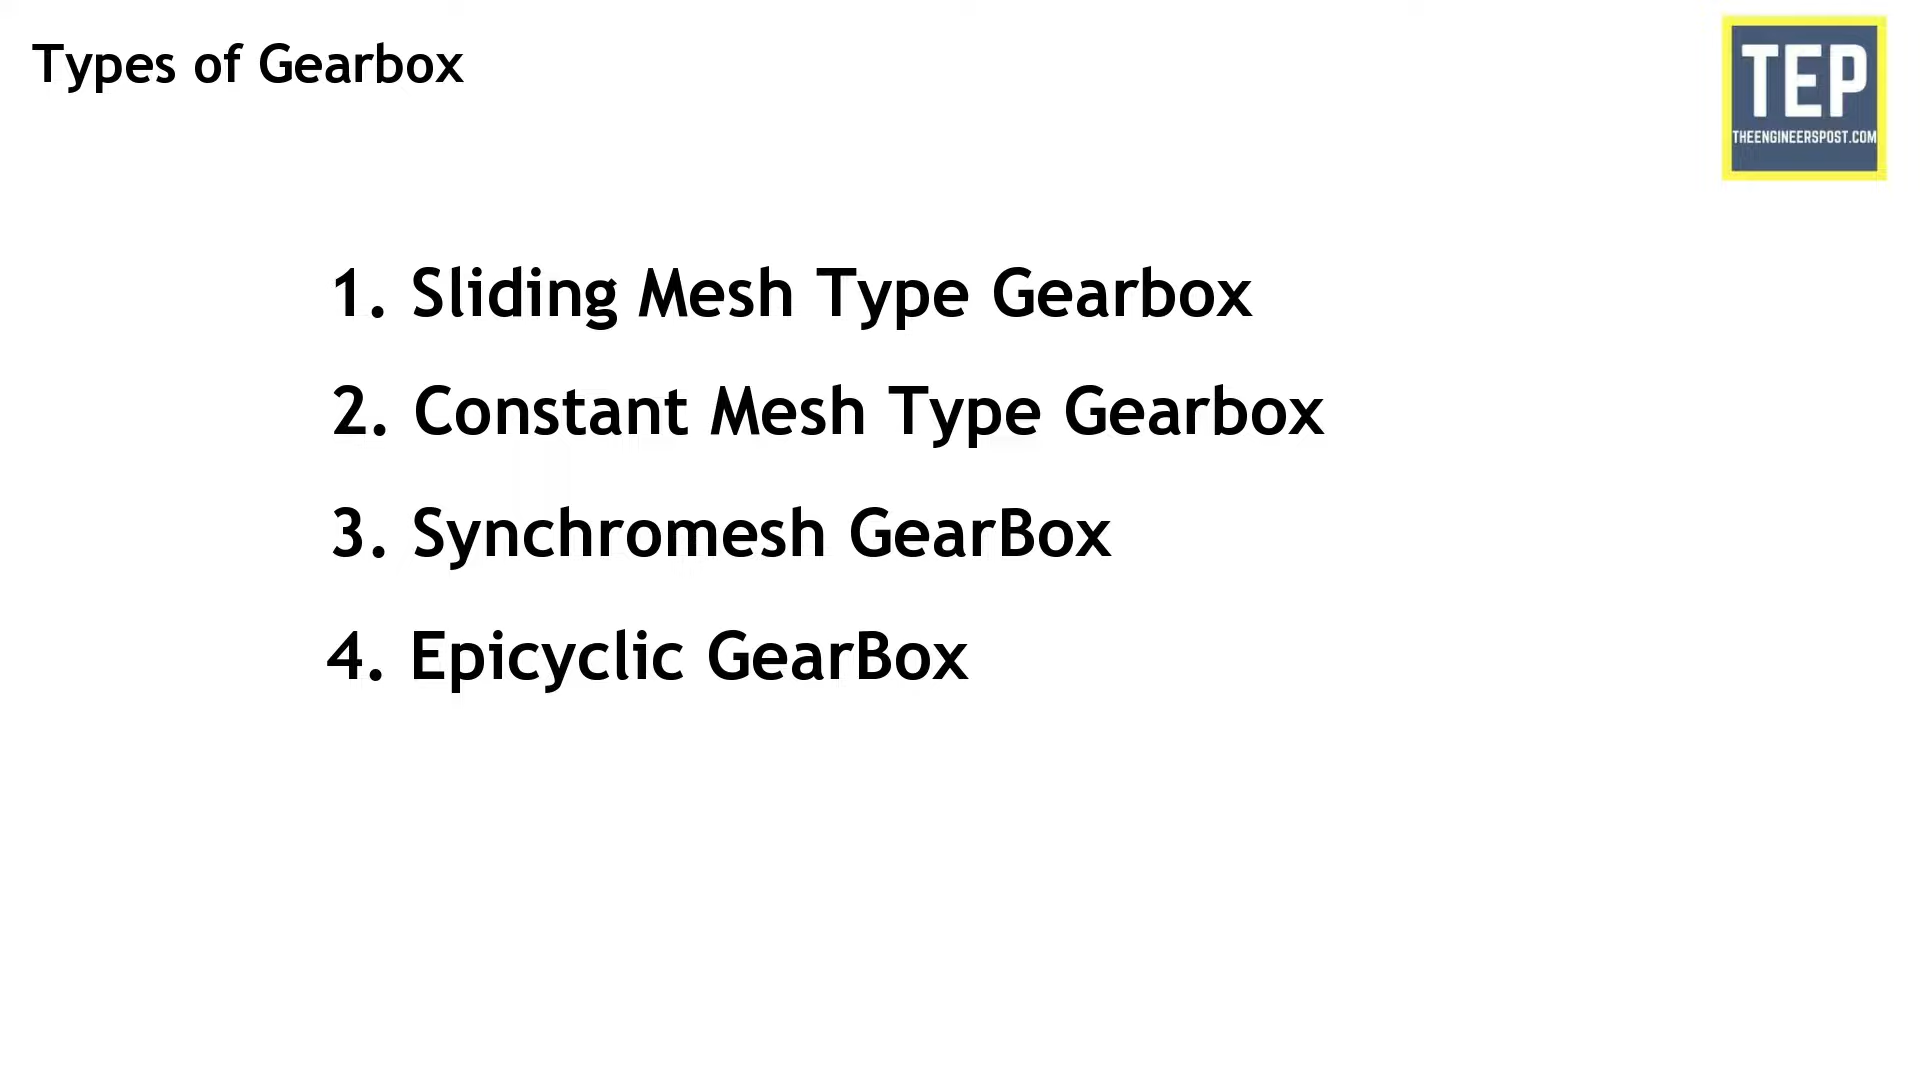 Types of Gearbox
TEP
THEENGINEERSPOST.COM
1. Sliding Mesh Type Gearbox
2. Constant Mesh Type Gearbox
3. Synchromesh GearBox
4. Epicyclic GearBox